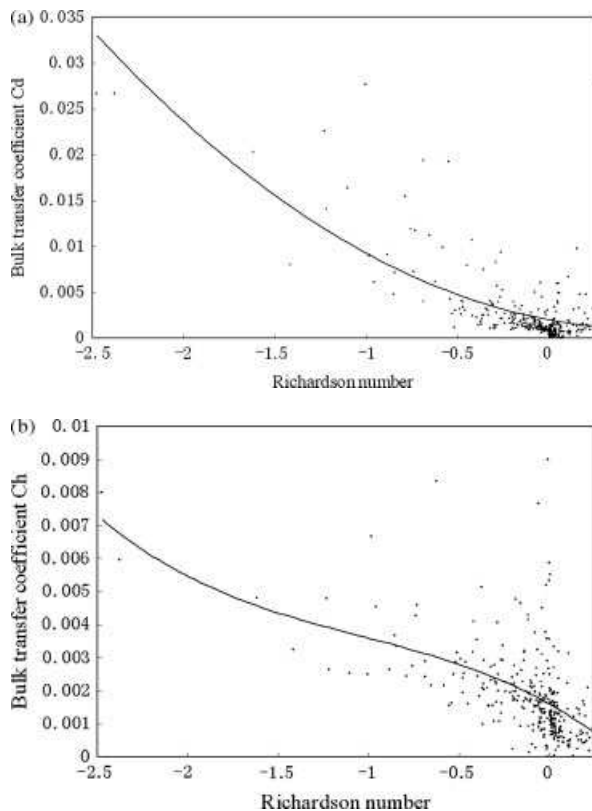 (a)
0.035
0.03
0.025
0.02
0.015
0.01
0.005
0
Bulk transfer coefficient Cd
-2.5 -2 -1.5 -1 -0.5 0
Richardson number
(b)
0.01
0.009
0.008
0.007
0.006
0.005
0.004
0.003
0.002
0.001
0
Bulk transfer coefficient Ch
-2.5 -2 -1.5 -1 -0.5 0
Richardson number